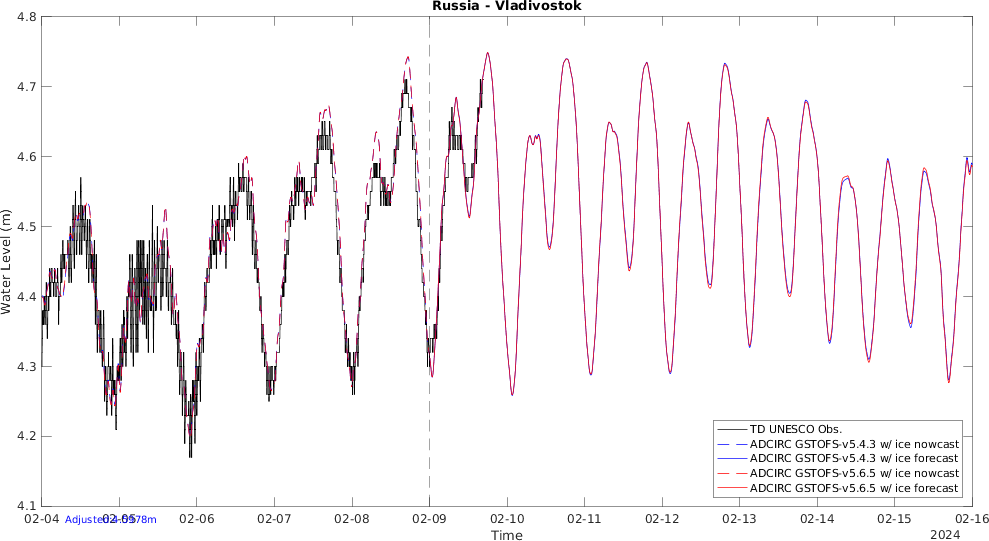 Russia - Vladivostok
4.8
4.7
4.6
4.5
4.4
4.3
4.2
4.1
Water Level (m)
TD UNESCO Obs.
ADCIRC GSTOFS-v5.4.3 w/ ice nowcast
ADCIRC GSTOFS-v5.4.3 w/ ice forecast
ADCIRC GSTOFS-v5.6.5 w/ ice nowcast
ADCIRC GSTOFS-v5.6.5 w/ ice forecast
02-04 02-05 02-06 02-07 02-08 02-09 02-10 02-11 02-12 02-13 02-14 02-15 02-16
Time
2024